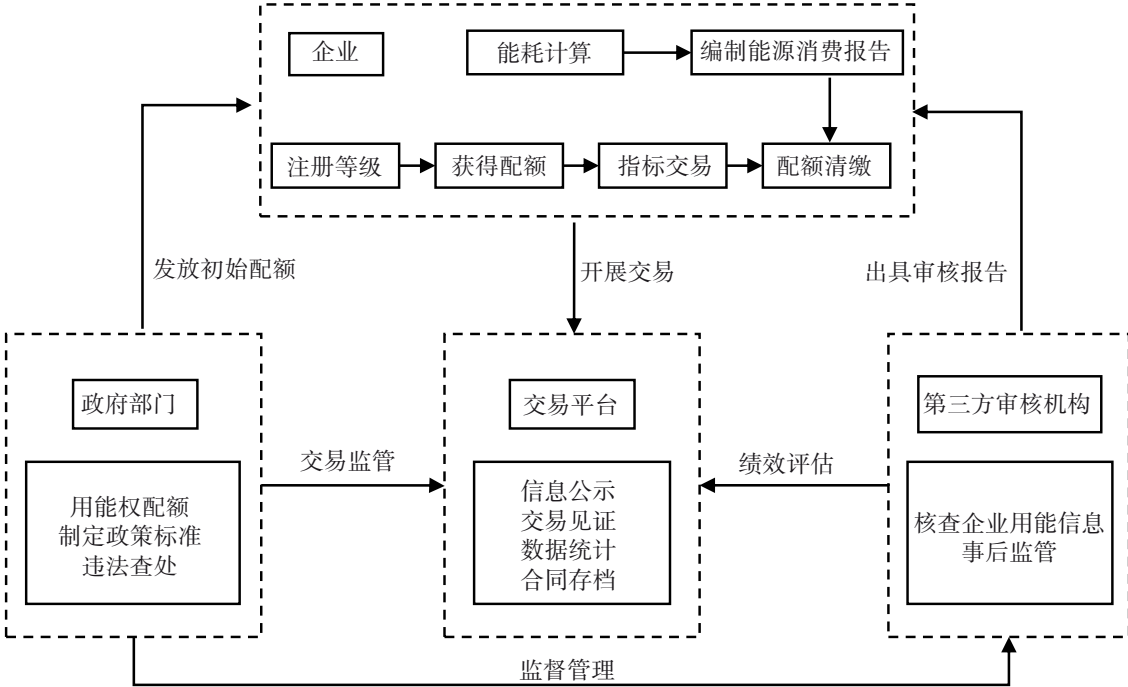 企业
能耗计算
编制能源消费报告
注册等级
获得配额
指标交易
配额清缴
发放初始配额
开展交易
出具审核报告
政府部门
交易平台
第三方审核机构
交易监管
绩效评估
用能权配额
制定政策标准
违法查处
信息公示
交易见证
数据统计
合同存档
核查企业用能信息
事后监管
监督管理